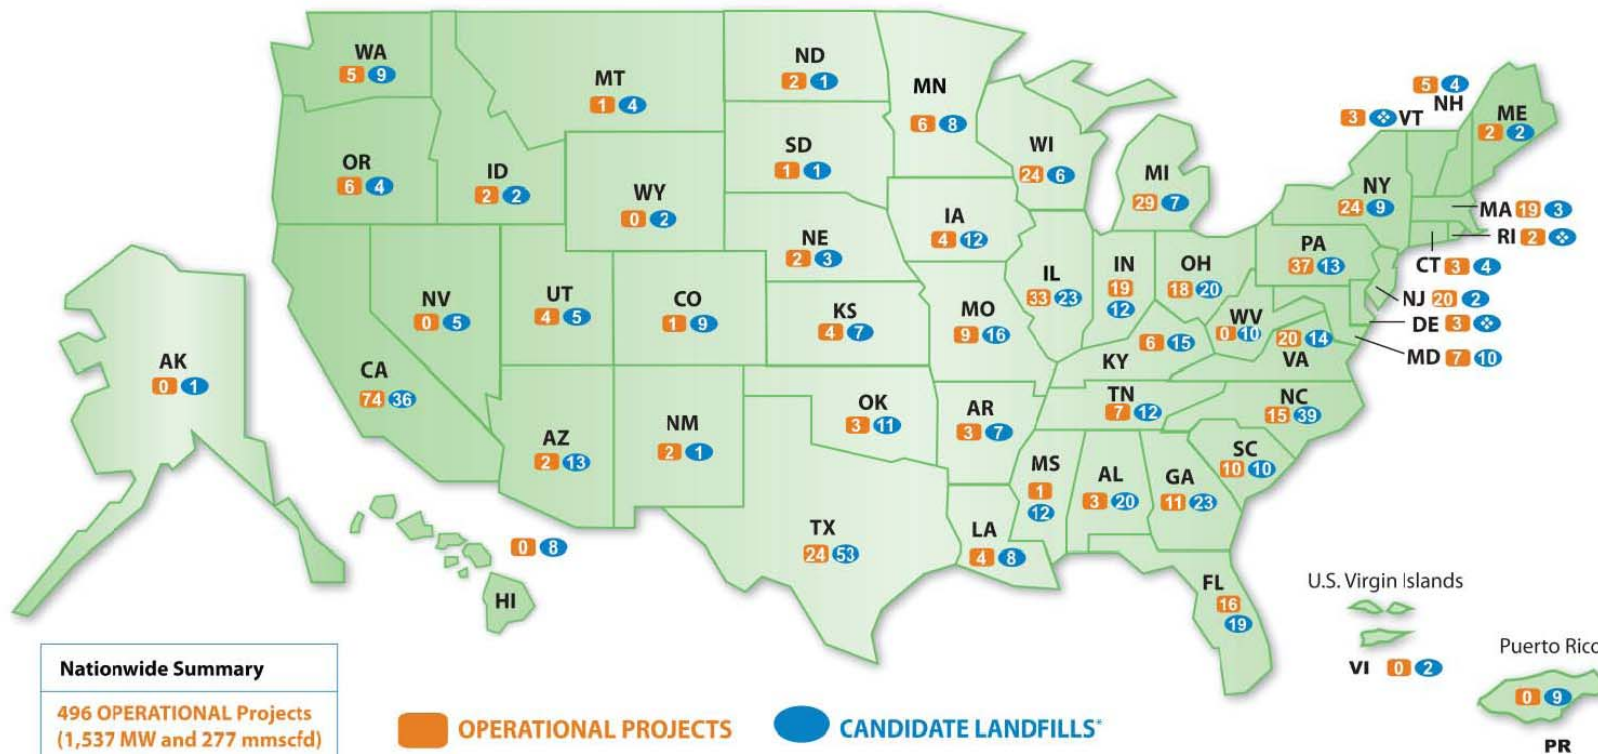 WA
5 9
MT
1 4
ND
2 1
MN
6 8
5 4
NH
3 VT
ME
2 2
OR
6 4
ID
2 2
WY
0 2
SD
1 1
WI
24 6
MI
29 7
NY
24 9
MA 19 3
RI 2
CT 3 4
NJ 20 2
DE 3
MD 7 10
NE
2 3
IA
4 12
IL
33 23
IN
19
12
OH
18 20
PA
37 13
NV
0 5
UT
4 5
CO
1 9
KS
4 7
MO
9 16
KY
6 15
WV
0 10
20 14
VA
AK
0 1
CA
74 36
AZ
2 13
NM
2 1
OK
3 11
AR
3 7
TN
7 12
NC
15 39
SC
10 10
MS
1
12
AL
3 20
GA
11 23
TX
24 53
LA
4 8
FL
16
19
0 8
HI
U.S. Virgin Islands
VI 0 2
Puerto Rico
0 9
PR
Nationwide Summary
496 OPERATIONAL Projects
(1,537 MW and 277 mmscfd)
OPERATIONAL PROJECTS
CANDIDATE LANDFILLS*